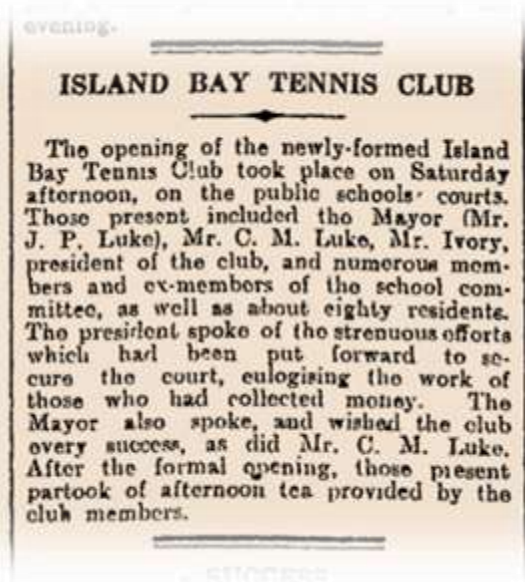 evening.
ISLAND BAY TENNIS CLUB
The opening of the newly-formed Island
Bay Tennis Club took place on Saturday
afternoon, on the public schools' courts.
Those present included the Mayor (Mr.
J. P. Luke), Mr. C. M. Luke, Mr. Ivory,
president of the club, and numerous mem-
bers and ex-members of the school com-
mittee, as well as about eighty residents.
The president spoke of the strenuous efforts
which had been put forward to se-
cure the court, eulogising the work of
those who had collected money. The
Mayor also spoke, and wished the club
every success, as did Mr. C. M. Luke.
After the formal opening, those present
partook of afternoon tea provided by the
club members.
SUCCESS